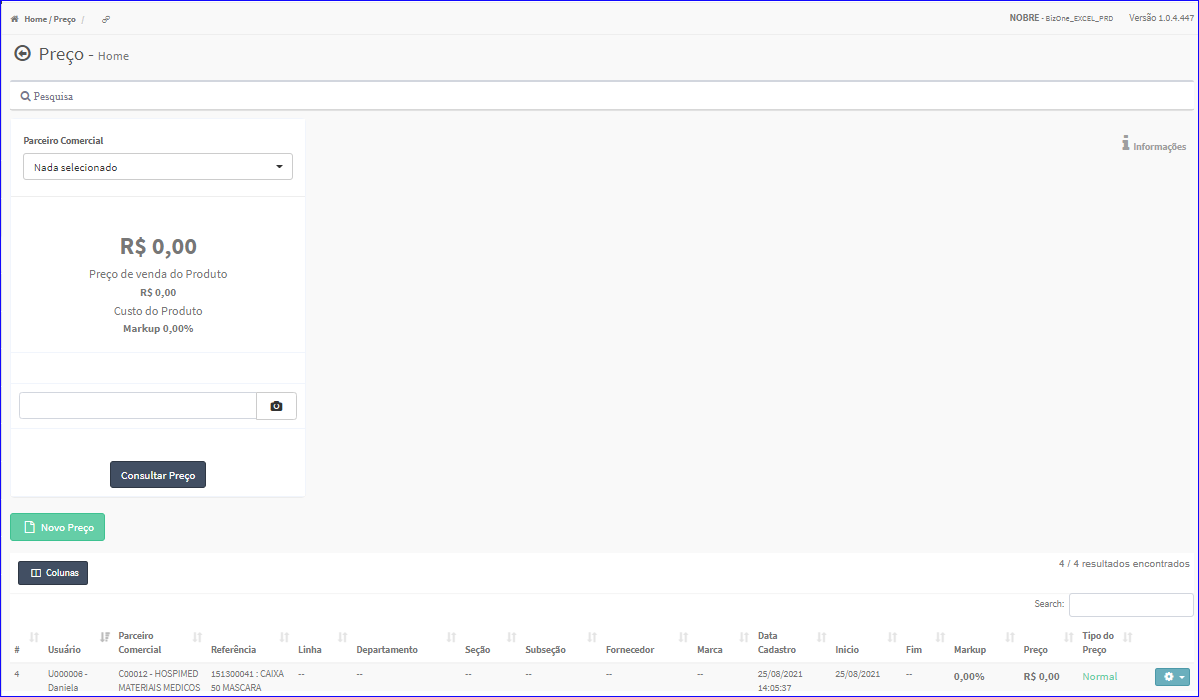 Home / Preço /
NOBRE - BizOne_EXCEL_PRD Versão 1.0.4.447
Preço - Home
Pesquisa
Parceiro Comercial
Nada selecionado
Informações
R$ 0,00
Preço de venda do Produto
R$ 0,00
Custo do Produto
Markup 0,00%
Consultar Preço
Novo Preço
Colunas
4 / 4 resultados encontrados
Search:
# Usuário Parceiro Comercial Referência Linha Departamento Seção Subseção Fornecedor Marca Data Cadastro Inicio Fim Markup Preço Tipo do Preço
4 U000006 - C00012 - HOSPIMED 151300041 : CAIXA -- -- -- -- -- -- 25/08/2021 25/08/2021 -- 0,00% R$ 0,00 Normal
Daniela MATERIAIS MEDICOS 50 MASCARA 14:05:37